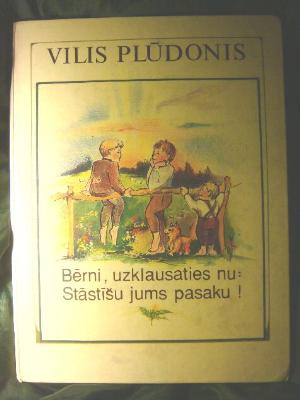 VILIS PLŪDONIS
Bērni, uzklausaties nu:
Stāstīšu jums pasaku !